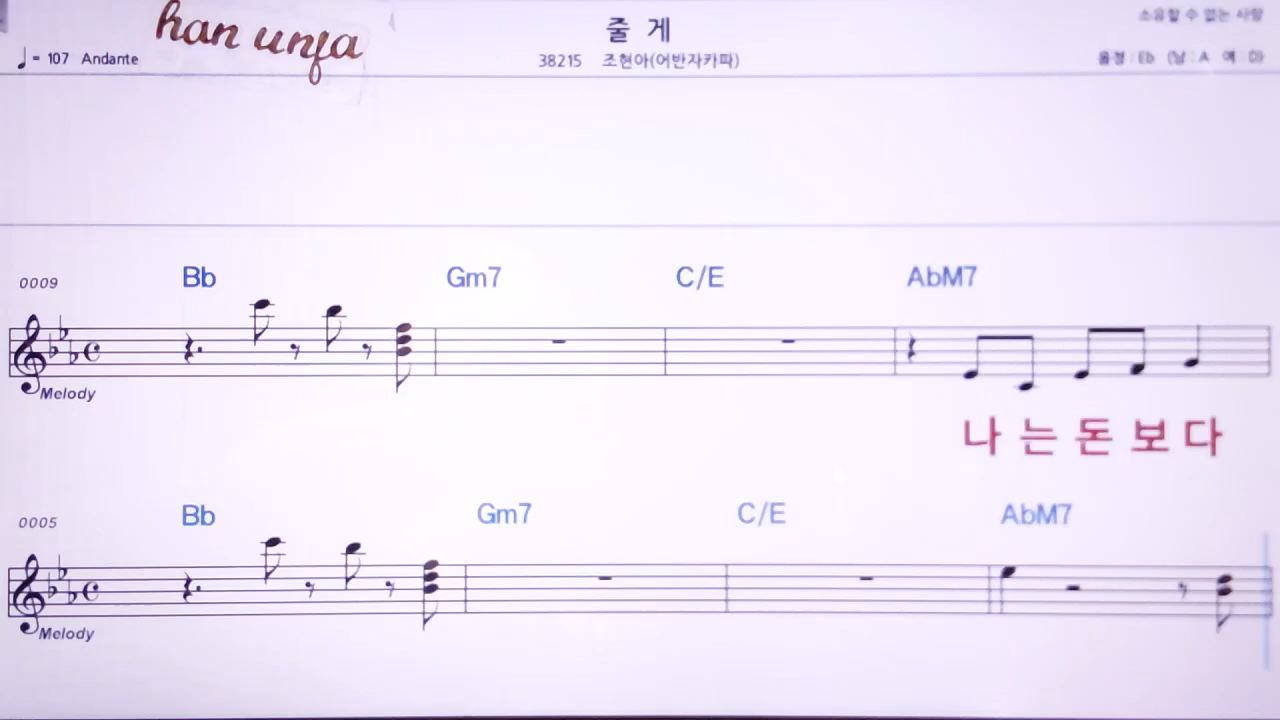 han unja
줄 게
소유할 수 없는 사랑
♩= 107 Andante
38215 조현아(어반자카파)
음정 : Eb (남 : A 여 : D)
0009 Bb Gm7 C/E AbM7
Melody
나 는 돈 보 다
0005 Bb Gm7 C/E AbM7
Melody